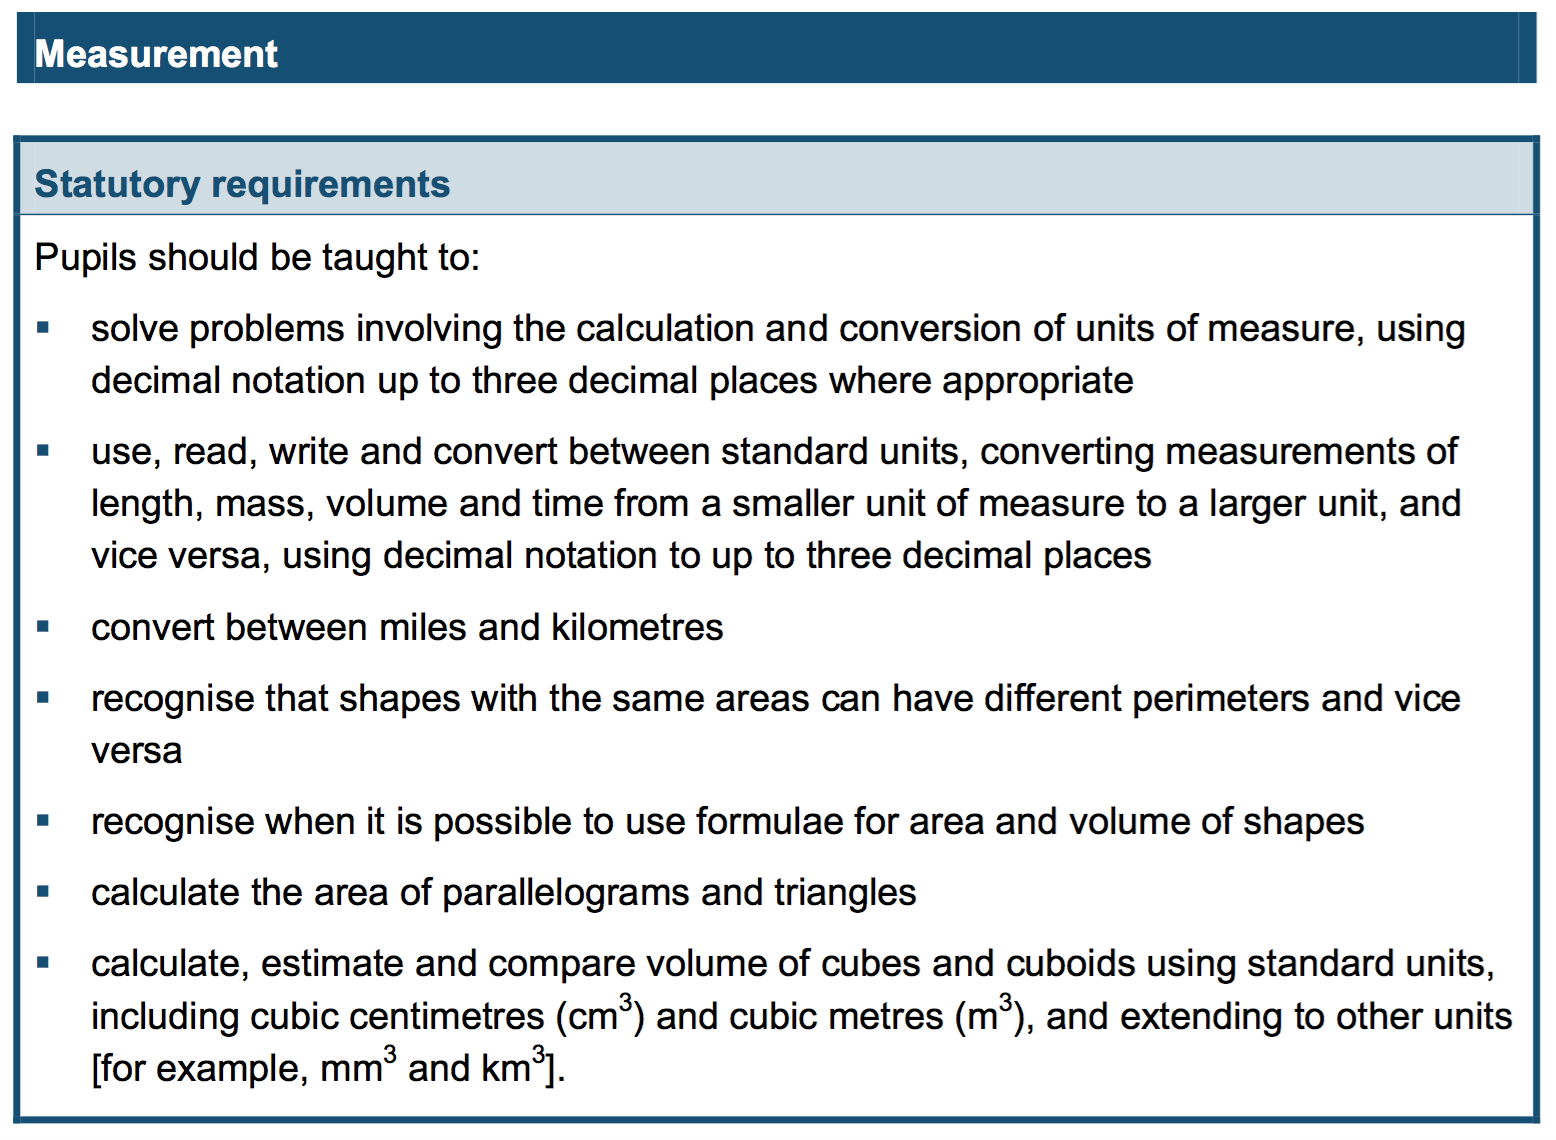 Measurement
Statutory requirements
Pupils should be taught to:
▪ solve problems involving the calculation and conversion of units of measure, using
decimal notation up to three decimal places where appropriate
▪ use, read, write and convert between standard units, converting measurements of
length, mass, volume and time from a smaller unit of measure to a larger unit, and
vice versa, using decimal notation to up to three decimal places
▪ convert between miles and kilometres
▪ recognise that shapes with the same areas can have different perimeters and vice
versa
▪ recognise when it is possible to use formulae for area and volume of shapes
▪ calculate the area of parallelograms and triangles
▪ calculate, estimate and compare volume of cubes and cuboids using standard units,
including cubic centimetres (cm³) and cubic metres (m³), and extending to other units
[for example, mm³ and km³].